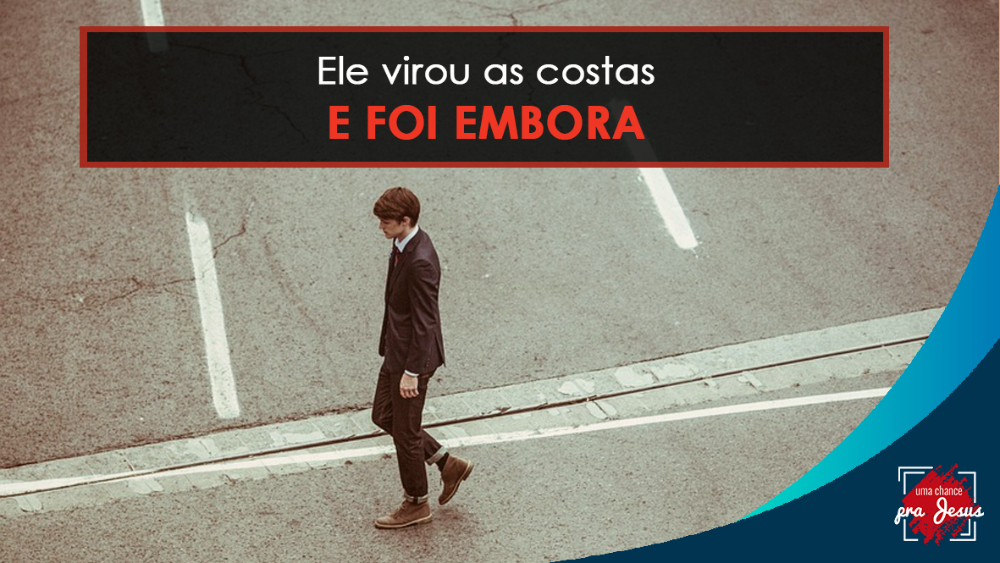 Ele virou as costas
E FOI EMBORA
uma chance
pra Jesus